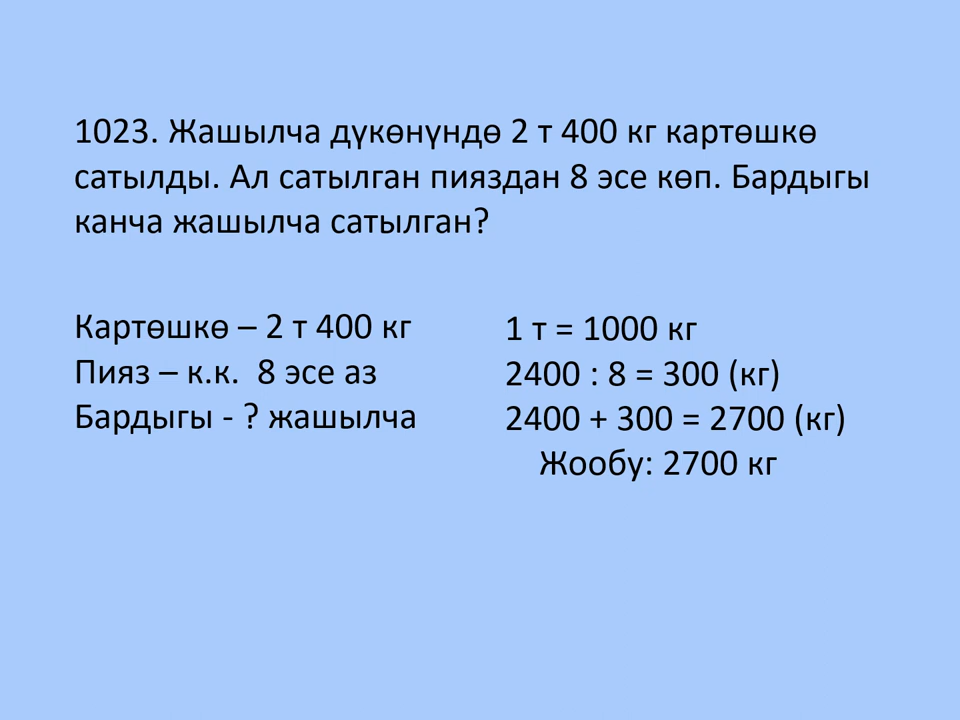 1023. Жашылча дүкөнүндө 2 т 400 кг картөшкө
сатылды. Ал сатылган пияздан 8 эсе көп. Бардыгы
канча жашылча сатылган?
Картөшкө – 2 т 400 кг
Пияз – к.к.  8 эсе аз
Бардыгы - ? жашылча
1 т = 1000 кг
2400 : 8 = 300 (кг)
2400 + 300 = 2700 (кг)
Жообу: 2700 кг